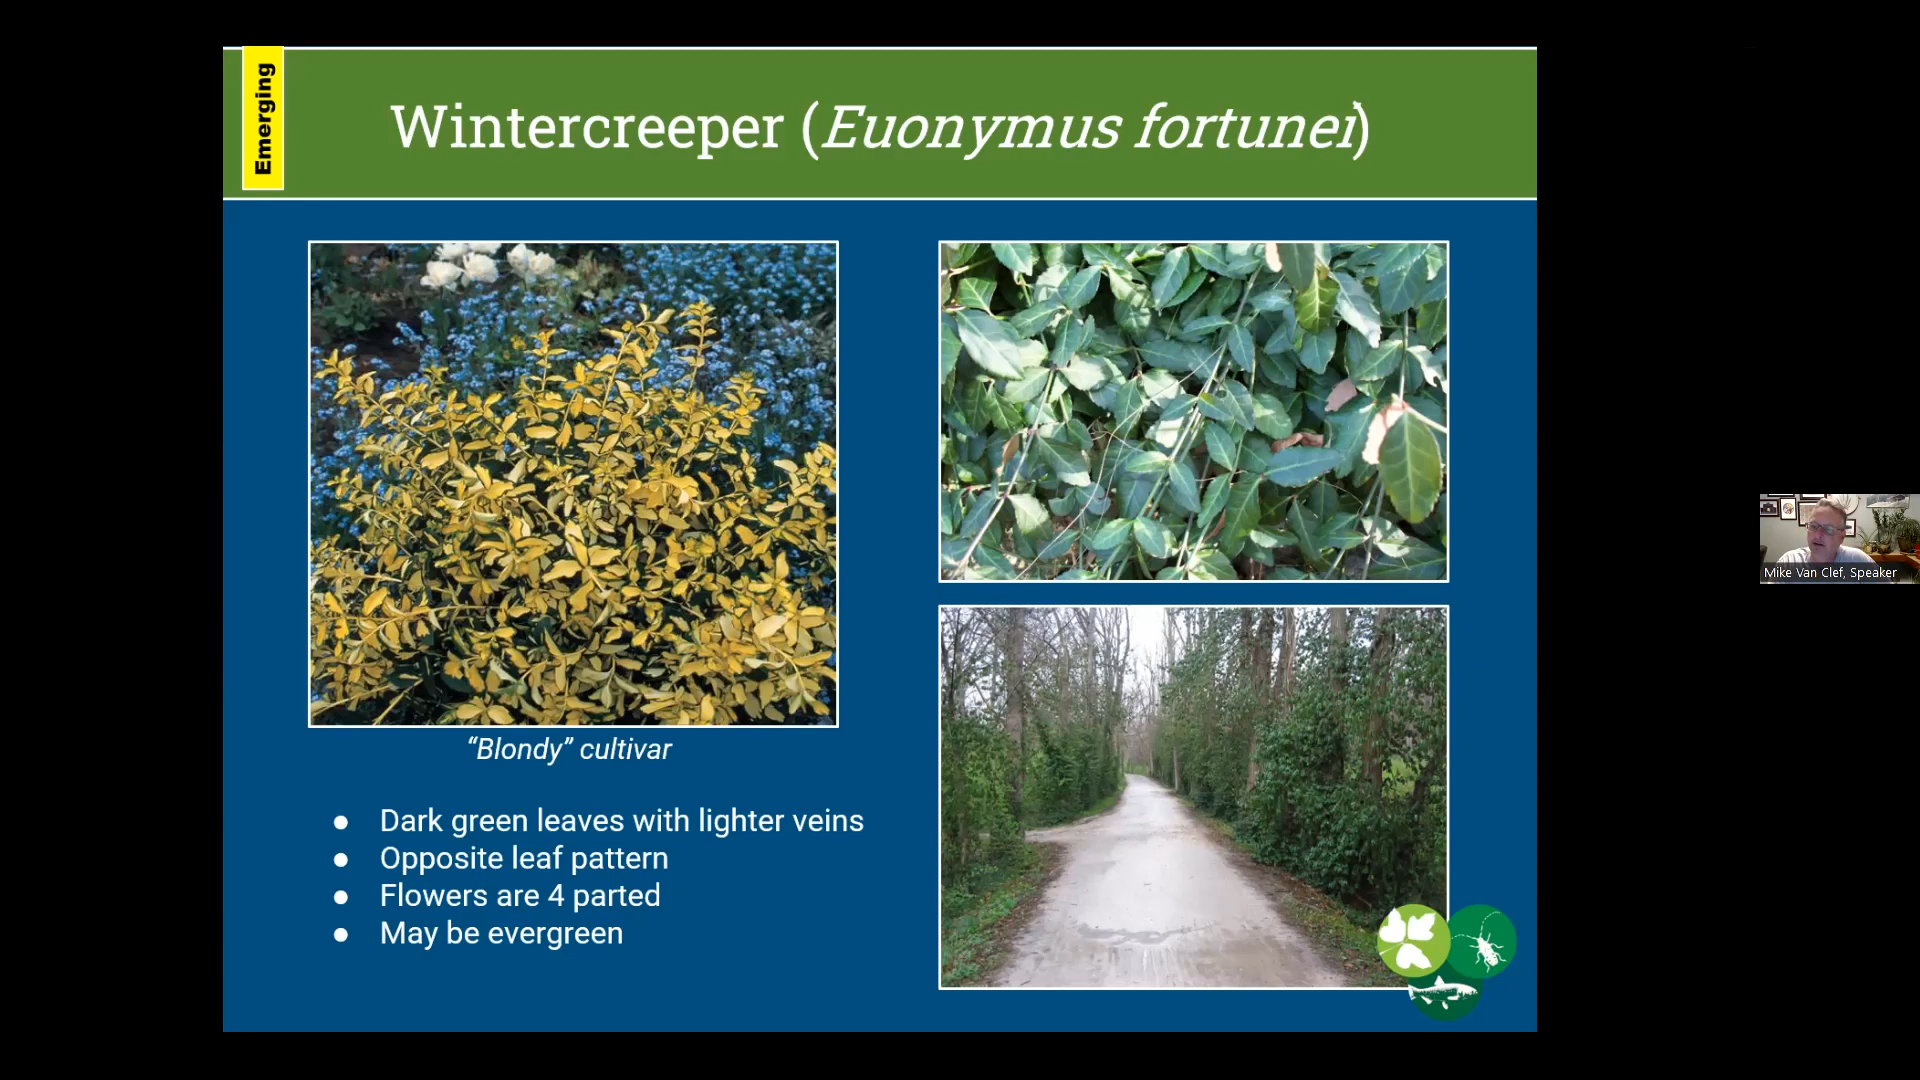 Emerging
Wintercreeper (Euonymus fortunei)
“Blondy” cultivar
● Dark green leaves with lighter veins
● Opposite leaf pattern
● Flowers are 4 parted
● May be evergreen
Mike Van Clef, Speaker